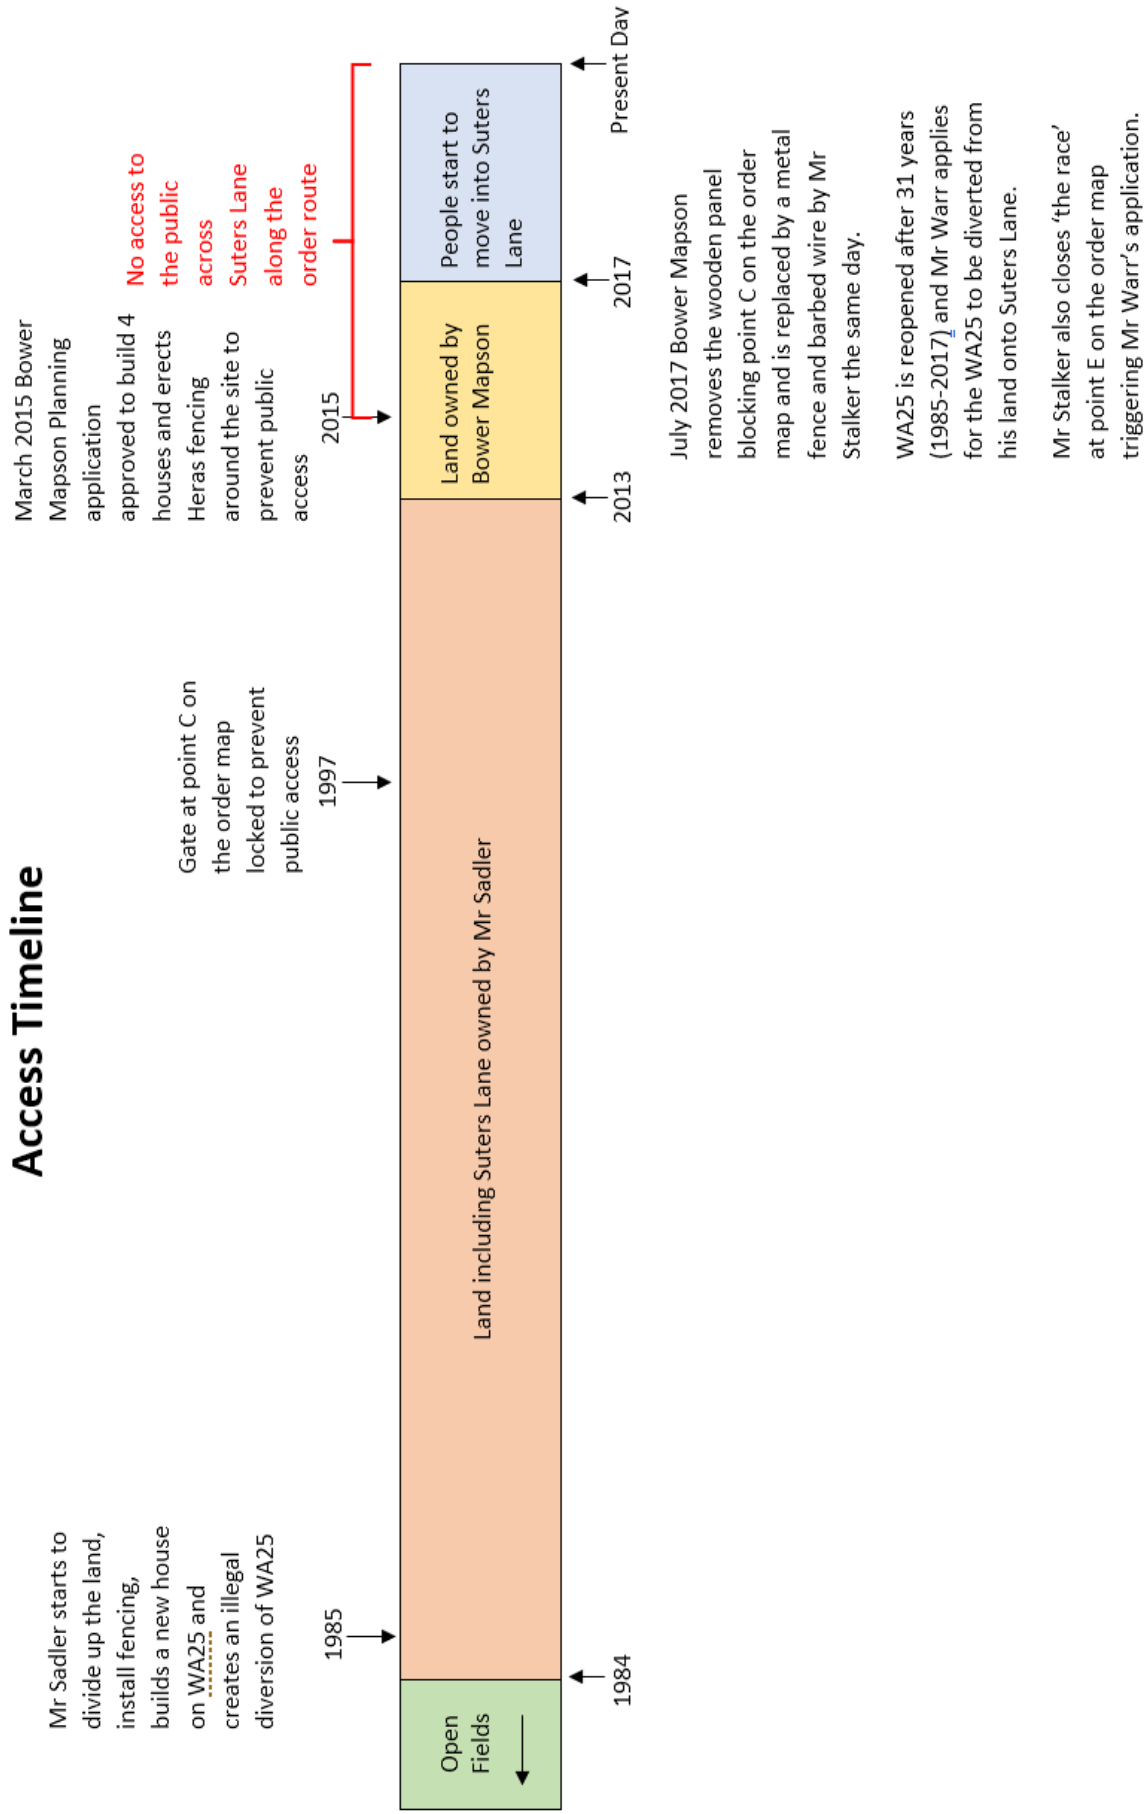 Access Timeline
Mr Sadler starts to
divide up the land,
install fencing,
builds a new house
on WA25 and
creates an illegal
diversion of WA25
1985
Gate at point C on
the order map
locked to prevent
public access
1997
March 2015 Bower
Mapson Planning
application
approved to build 4
houses and erects
Heras fencing
around the site to
prevent public
access
2015
No access to
the public
across
Suters Lane
along the
order route
Open
Fields
Land including Suters Lane owned by Mr Sadler
Land owned by
Bower Mapson
People start to
move into Suters
Lane
1984
2013
2017
Present Day
July 2017 Bower Mapson
removes the wooden panel
blocking point C on the order
map and is replaced by a metal
fence and barbed wire by Mr
Stalker the same day.
WA25 is reopened after 31 years
(1985-2017) and Mr Warr applies
for the WA25 to be diverted from
his land onto Suters Lane.
Mr Stalker also closes ‘the race’
at point E on the order map
triggering Mr Warr’s application.